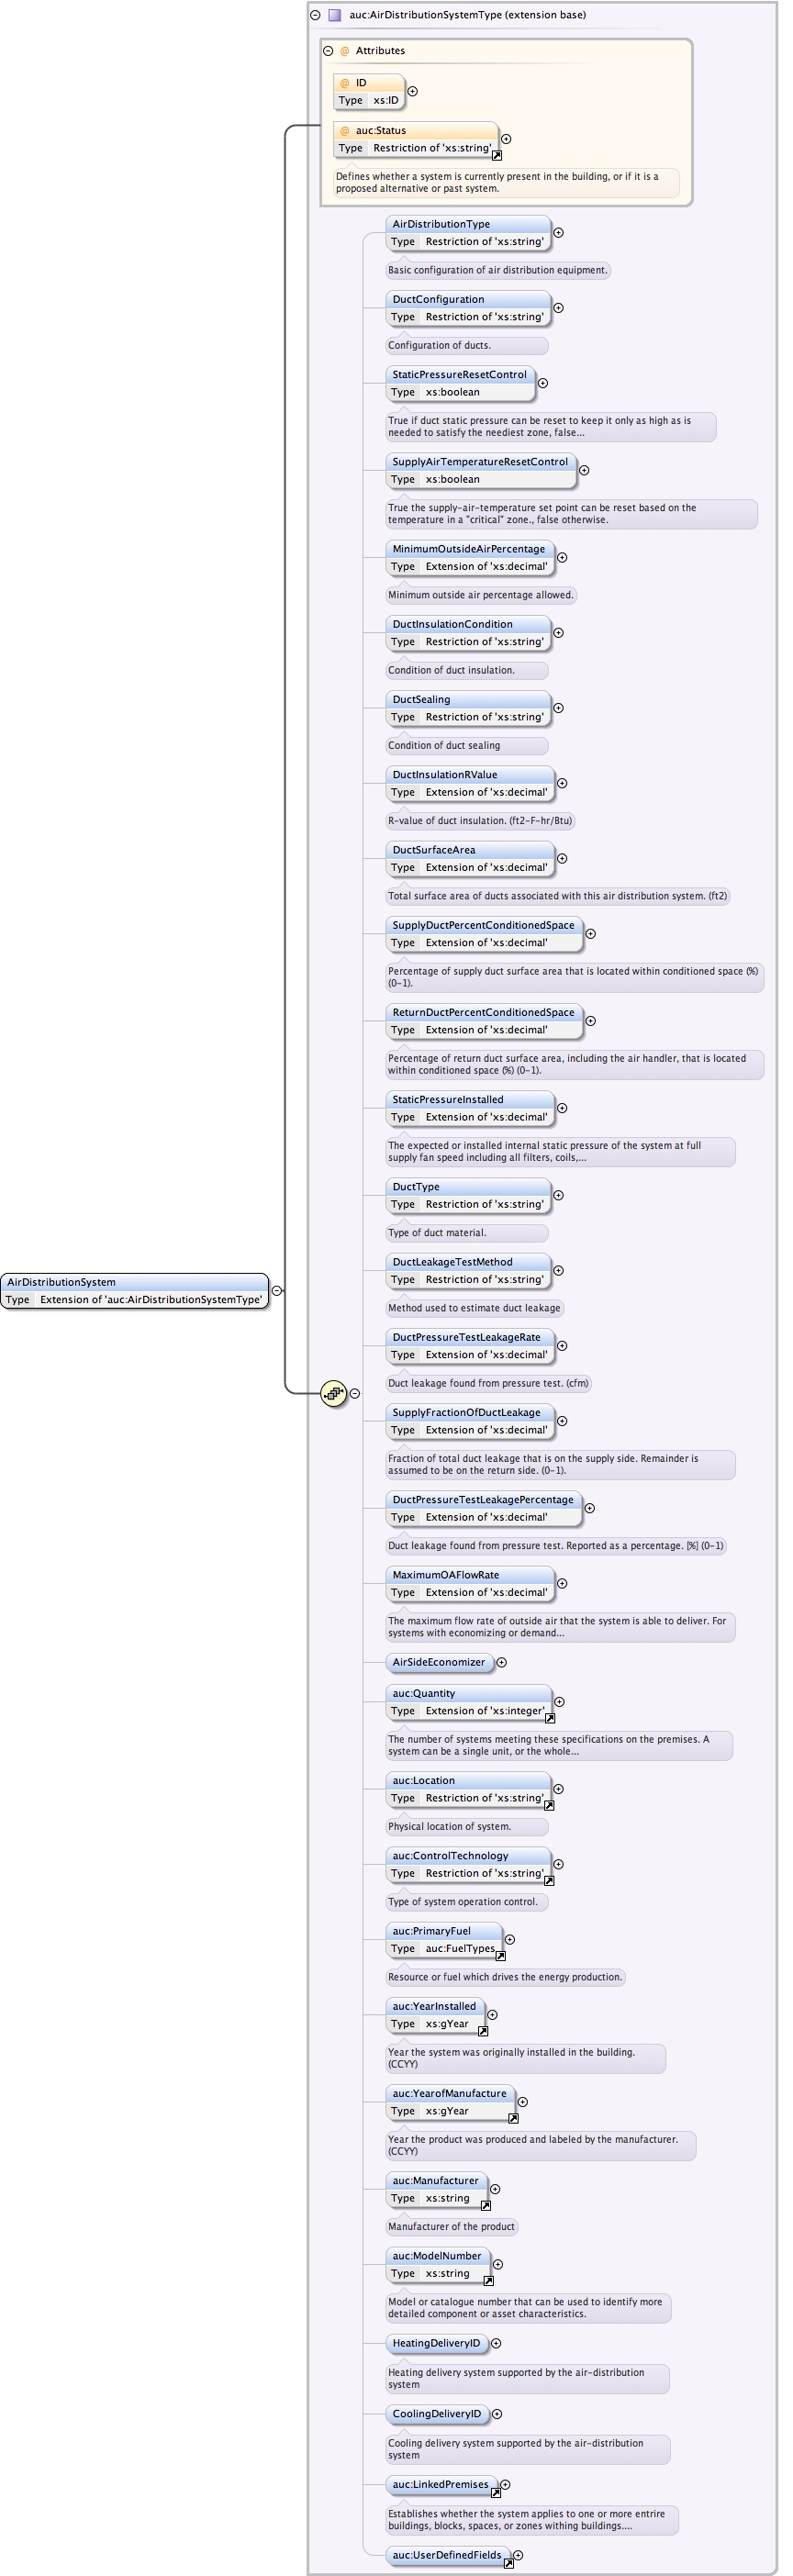 auc:AirDistributionSystemType (extension base)
@ Attributes
@ ID
Type xs:ID
@ auc:Status
Type Restriction of 'xs:string'
Defines whether a system is currently present in the building, or if it is a
proposed alternative or past system.
AirDistributionType
Type Restriction of 'xs:string'
Basic configuration of air distribution equipment.
DuctConfiguration
Type Restriction of 'xs:string'
Configuration of ducts.
StaticPressureResetControl
Type xs:boolean
True if duct static pressure can be reset to keep it only as high as is
needed to satisfy the neediest zone, false...
SupplyAirTemperatureResetControl
Type xs:boolean
True the supply-air-temperature set point can be reset based on the
temperature in a "critical" zone., false otherwise.
MinimumOutsideAirPercentage
Type Extension of 'xs:decimal'
Minimum outside air percentage allowed.
DuctInsulationCondition
Type Restriction of 'xs:string'
Condition of duct insulation.
DuctSealing
Type Restriction of 'xs:string'
Condition of duct sealing
DuctInsulationRValue
Type Extension of 'xs:decimal'
R-value of duct insulation. (ft2-F-hr/Btu)
DuctSurfaceArea
Type Extension of 'xs:decimal'
Total surface area of ducts associated with this air distribution system. (ft2)
SupplyDuctPercentConditionedSpace
Type Extension of 'xs:decimal'
Percentage of supply duct surface area that is located within conditioned space (%)
(0-1).
ReturnDuctPercentConditionedSpace
Type Extension of 'xs:decimal'
Percentage of return duct surface area, including the air handler, that is located
within conditioned space (%) (0-1).
StaticPressureInstalled
Type Extension of 'xs:decimal'
The expected or installed internal static pressure of the system at full
supply fan speed including all filters, coils,...
DuctType
Type Restriction of 'xs:string'
Type of duct material.
DuctLeakageTestMethod
Type Restriction of 'xs:string'
Method used to estimate duct leakage
AirDistributionSystem
Type Extension of 'auc:AirDistributionSystemType'
DuctPressureTestLeakageRate
Type Extension of 'xs:decimal'
Duct leakage found from pressure test. (cfm)
SupplyFractionOfDuctLeakage
Type Extension of 'xs:decimal'
Fraction of total duct leakage that is on the supply side. Remainder is
assumed to be on the return side. (0-1).
DuctPressureTestLeakagePercentage
Type Extension of 'xs:decimal'
Duct leakage found from pressure test. Reported as a percentage. [%] (0-1)
MaximumOAFlowRate
Type Extension of 'xs:decimal'
The maximum flow rate of outside air that the system is able to deliver. For
systems with economizing or demand...
AirSideEconomizer
auc:Quantity
Type Extension of 'xs:integer'
The number of systems meeting these specifications on the premises. A
system can be a single unit, or the whole...
auc:Location
Type Restriction of 'xs:string'
Physical location of system.
auc:ControlTechnology
Type Restriction of 'xs:string'
Type of system operation control.
auc:PrimaryFuel
Type auc:FuelTypes
Resource or fuel which drives the energy production.
auc:YearInstalled
Type xs:gYear
Year the system was originally installed in the building.
(CCYY)
auc:YearofManufacture
Type xs:gYear
Year the product was produced and labeled by the manufacturer.
(CCYY)
auc:Manufacturer
Type xs:string
Manufacturer of the product
auc:ModelNumber
Type xs:string
Model or catalogue number that can be used to identify more
detailed component or asset characteristics.
HeatingDeliveryID
Heating delivery system supported by the air-distribution
system
CoolingDeliveryID
Cooling delivery system supported by the air-distribution
system
auc:LinkedPremises
Establishes whether the system applies to one or more entrire
buildings, blocks, spaces, or zones withing buildings....
auc:UserDefinedFields